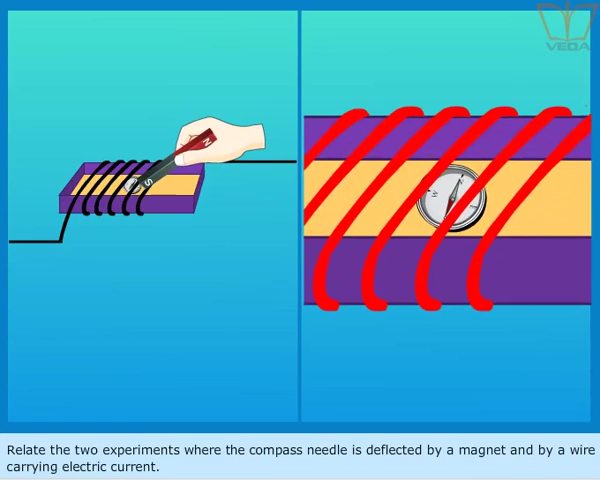 VEDA
N
S
Relate the two experiments where the compass needle is deflected by a magnet and by a wire
carrying electric current.